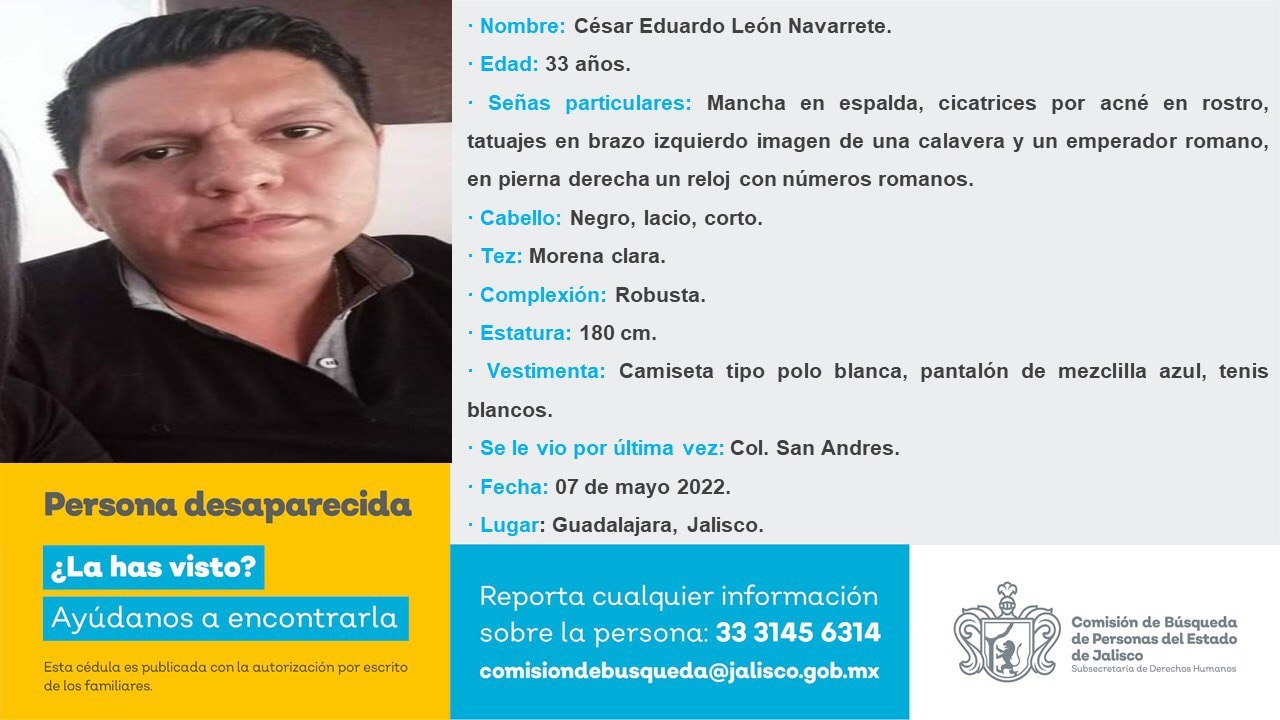 · Nombre: César Eduardo León Navarrete.
· Edad: 33 años.
· Señas particulares: Mancha en espalda, cicatrices por acné en rostro,
tatuajes en brazo izquierdo imagen de una calavera y un emperador romano,
en pierna derecha un reloj con números romanos.
· Cabello: Negro, lacio, corto.
· Tez: Morena clara.
· Complexión: Robusta.
· Estatura: 180 cm.
· Vestimenta: Camiseta tipo polo blanca, pantalón de mezclilla azul, tenis
blancos.
· Se le vio por última vez: Col. San Andres.
· Fecha: 07 de mayo 2022.
· Lugar: Guadalajara, Jalisco.
Persona desaparecida
¿La has visto?
Ayúdanos a encontrarla
Esta cédula es publicada con la autorización por escrito
de los familiares.
Reporta cualquier información
sobre la persona: 33 3145 6314
comisiondebusqueda@jalisco.gob.mx
Comisión de Búsqueda
de Personas del Estado
de Jalisco
Subsecretaría de Derechos Humanos